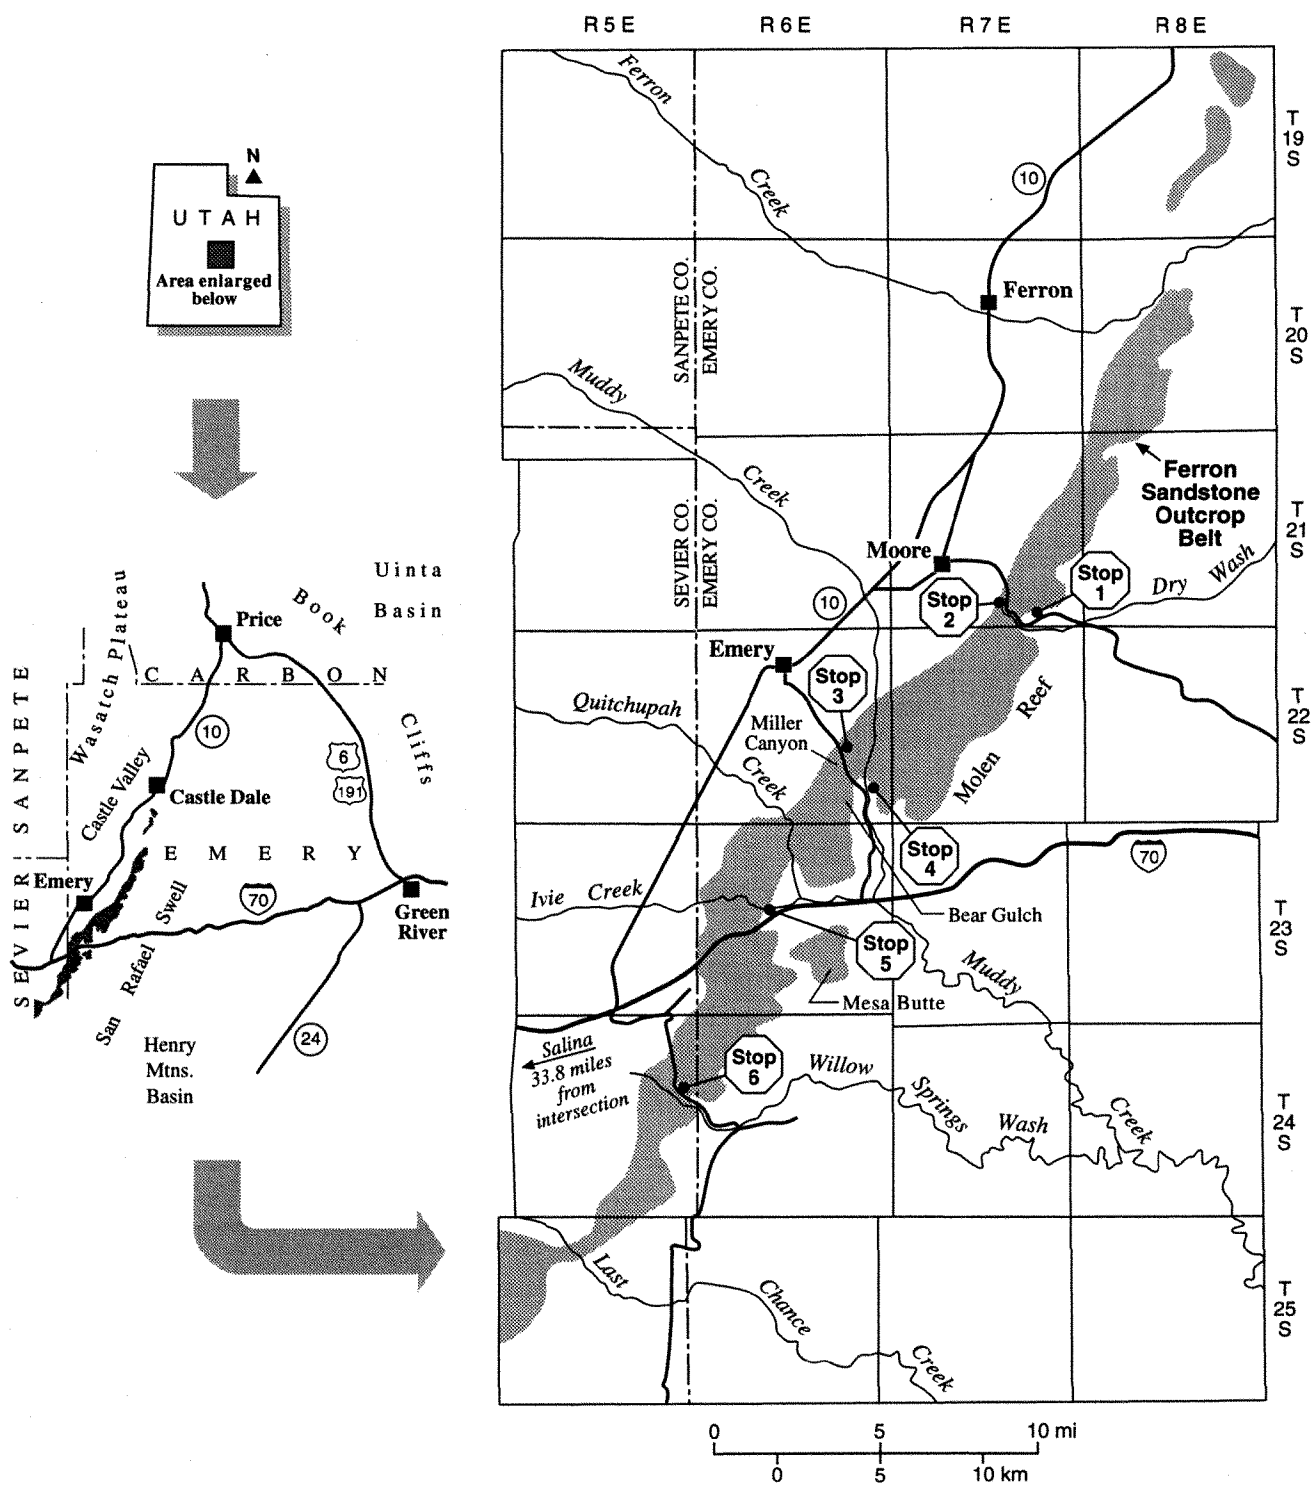 R 5 E
R 6 E
R 7 E
R 8 E
N
UTAH
Area enlarged
below
Ferron
Creek
10
T
19
S
SANPETE CO.
EMERY CO.
Ferron
T
20
S
Muddy
Creek
Ferron
Sandstone
Outcrop
Belt
T
21
S
SEVIER CO.
EMERY CO.
Moore
10
Stop
2
Stop
1
Dry Wash
Emery
Stop
3
Quitchupah
Creek
Miller
Canyon
Molen Reef
T
22
S
Stop
4
70
Ivie Creek
Bear Gulch
Stop
5
Mesa Butte
Muddy
Creek
T
23
S
Salina
33.8 miles
from
intersection
Stop
6
Willow
Springs
Wash
T
24
S
Last
Chance
Creek
T
25
S
0 5 10 mi
0 5 10 km
Uinta
Basin
Book
Cliffs
Price
CARBON
SANPETE
SEVIER
Wasatch Plateau
10
6
191
Castle Valley
Castle Dale
EMERY
Emery
70
Green
River
San Rafael Swell
24
Henry
Mtns.
Basin